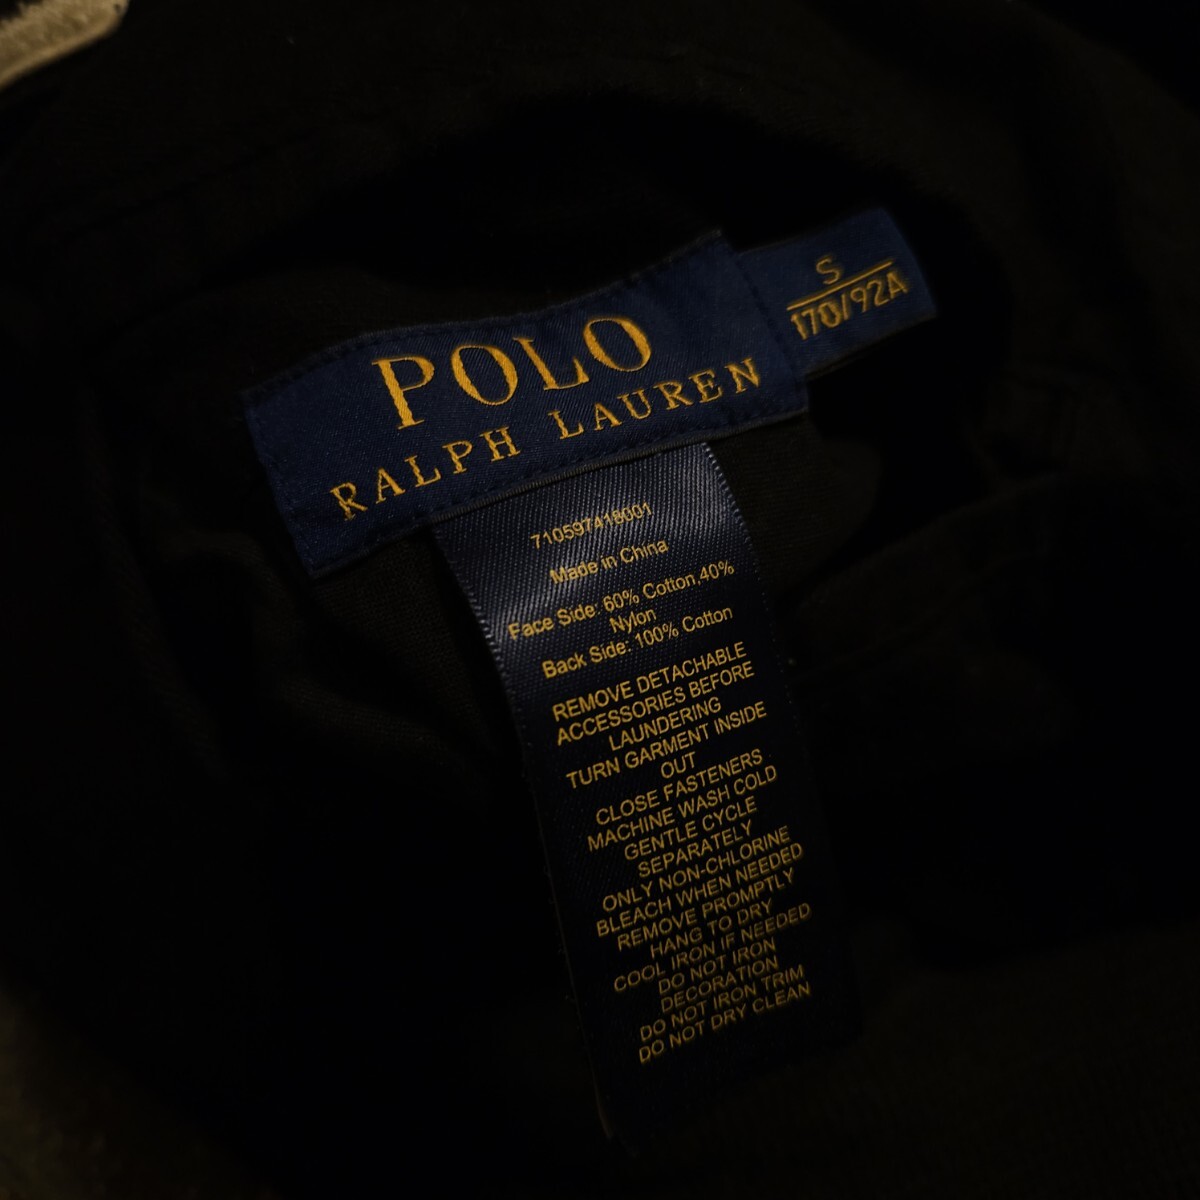 POLO
RALPH LAUREN
S
170/92A
710597418001
Made in China
Face Side: 60% Cotton,40%
Nylon
Back Side: 100% Cotton
REMOVE DETACHABLE
ACCESSORIES BEFORE
LAUNDERING
TURN GARMENT INSIDE
OUT
CLOSE FASTENERS
MACHINE WASH COLD
GENTLE CYCLE
SEPARATELY
ONLY NON-CHLORINE
BLEACH WHEN NEEDED
REMOVE PROMPTLY
HANG TO DRY
COOL IRON IF NEEDED
DO NOT IRON
DECORATION
DO NOT IRON TRIM
DO NOT DRY CLEAN